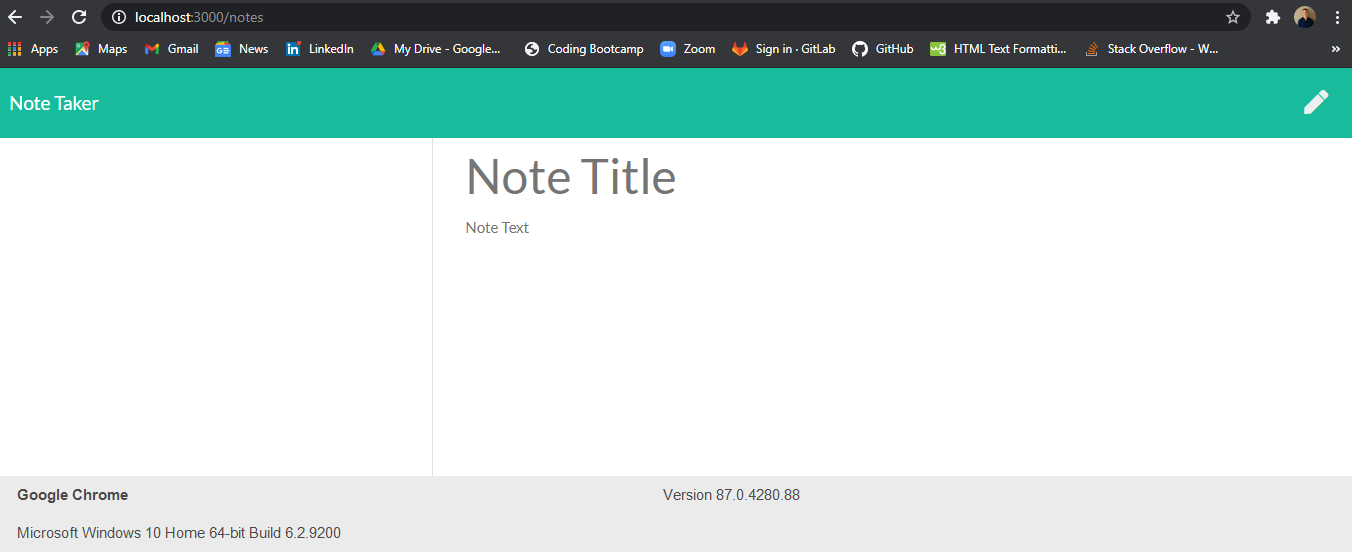 localhost:3000/notes
Apps Maps Gmail News LinkedIn My Drive - Google... Coding Bootcamp Zoom Sign in · GitLab GitHub HTML Text Formatti... Stack Overflow - W... »
Note Taker
Note Title
Note Text
Google Chrome Version 87.0.4280.88
Microsoft Windows 10 Home 64-bit Build 6.2.9200